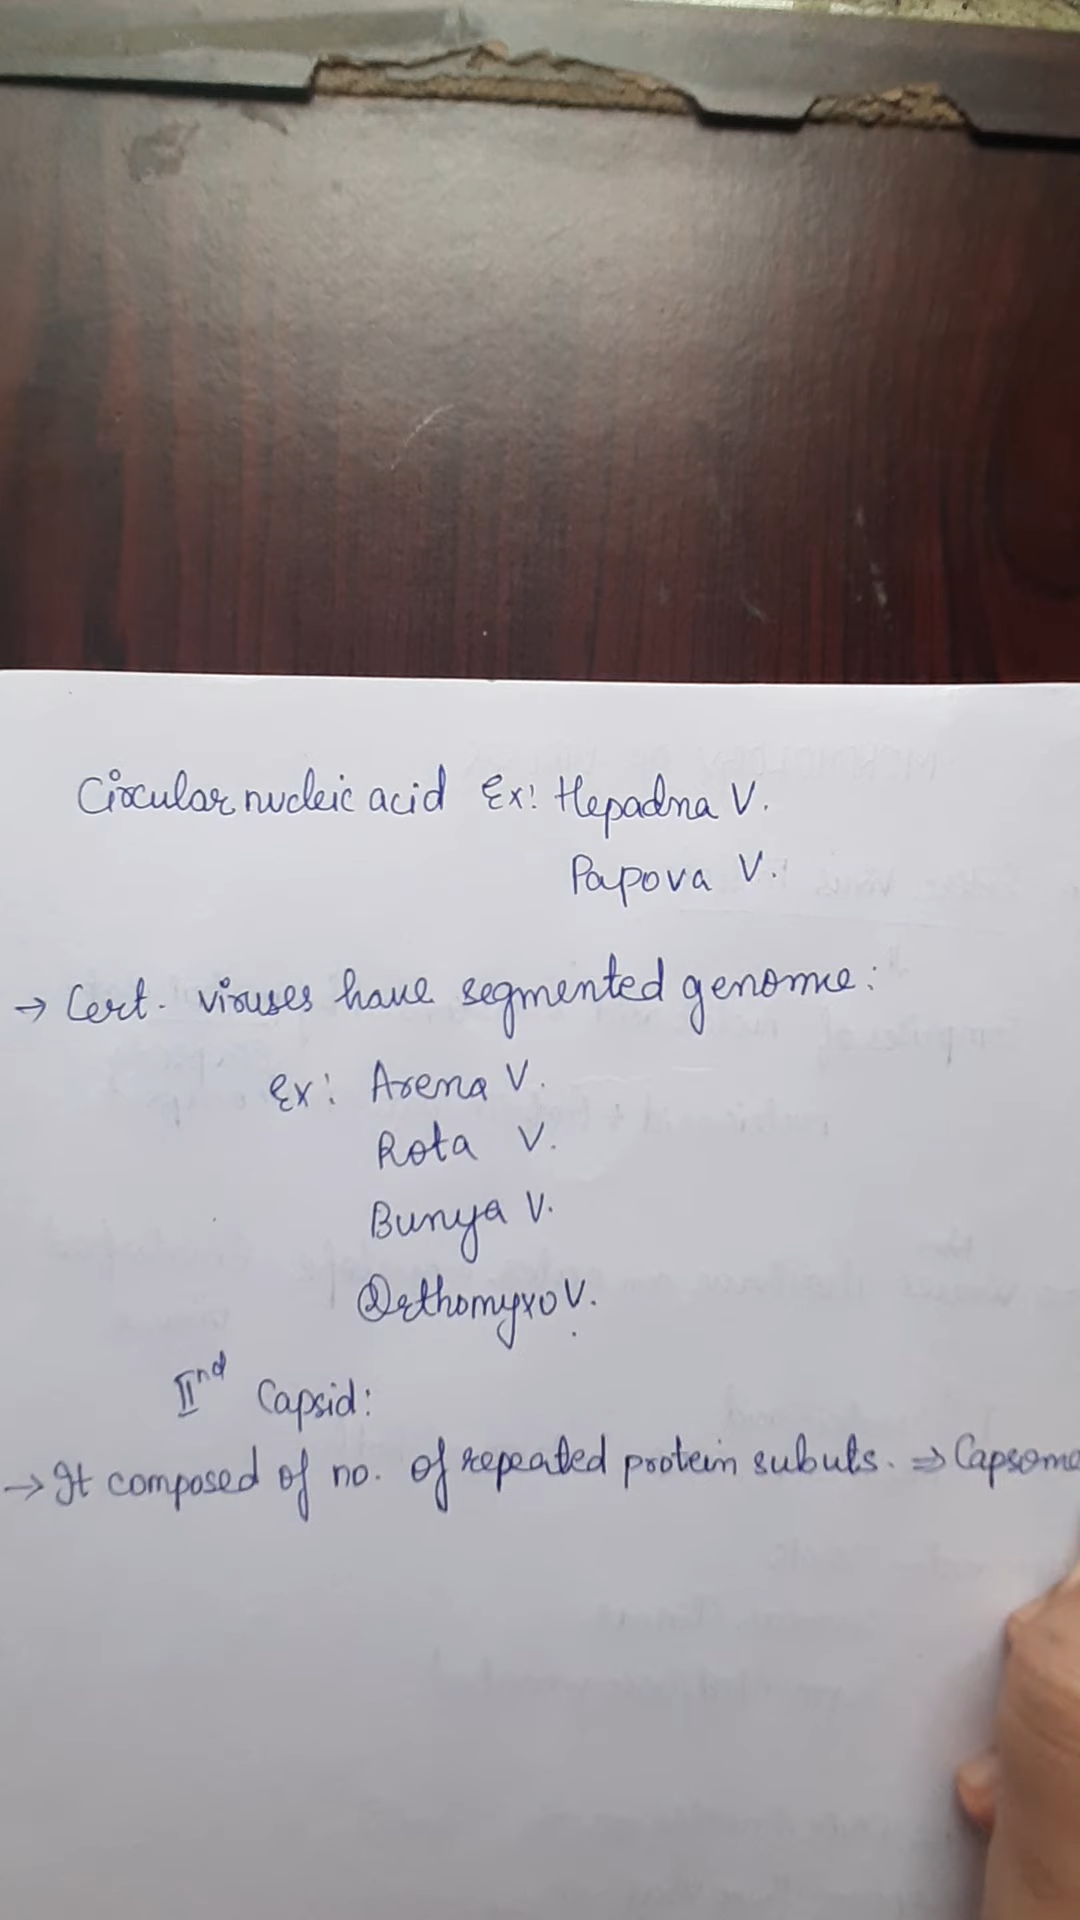 Circular nucleic acid Ex: Hepadna V.
Papova V.
→ Cert. viruses have segmented genome:
Ex: Arena V.
Rota V.
Bunya V.
Orthomyxo V.
IInd Capsid:
→ It composed of no. of repeated protein subuts. ⇒ Capsome